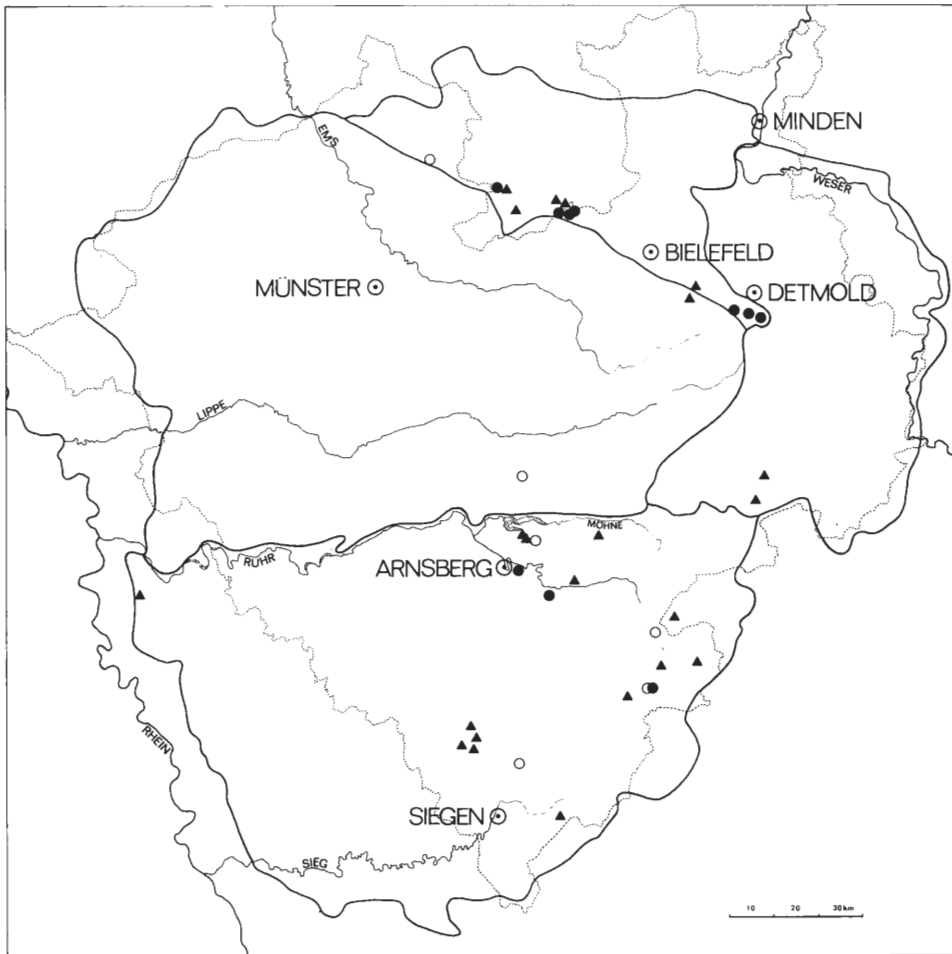 MINDEN
EMS
WESER
BIELEFELD
MÜNSTER
DETMOLD
LIPPE
MÖHNE
RUHR
ARNSBERG
RHEIN
SIEGEN
SIEG
10 20 30 km